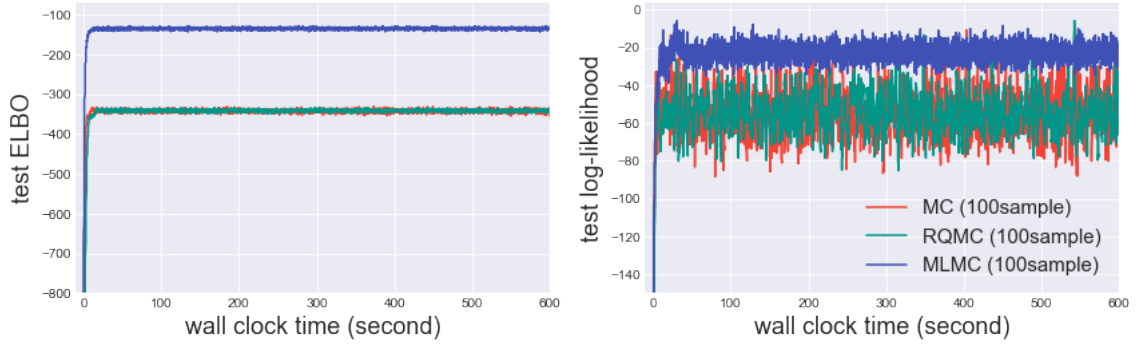 test ELBO
−100
−200
−300
−400
−500
−600
−700
−800
0 100 200 300 400 500 600
wall clock time (second)
test log-likelihood
0
−20
−40
−60
−80
−100
−120
−140
MC (100sample)
RQMC (100sample)
MLMC (100sample)
0 100 200 300 400 500 600
wall clock time (second)